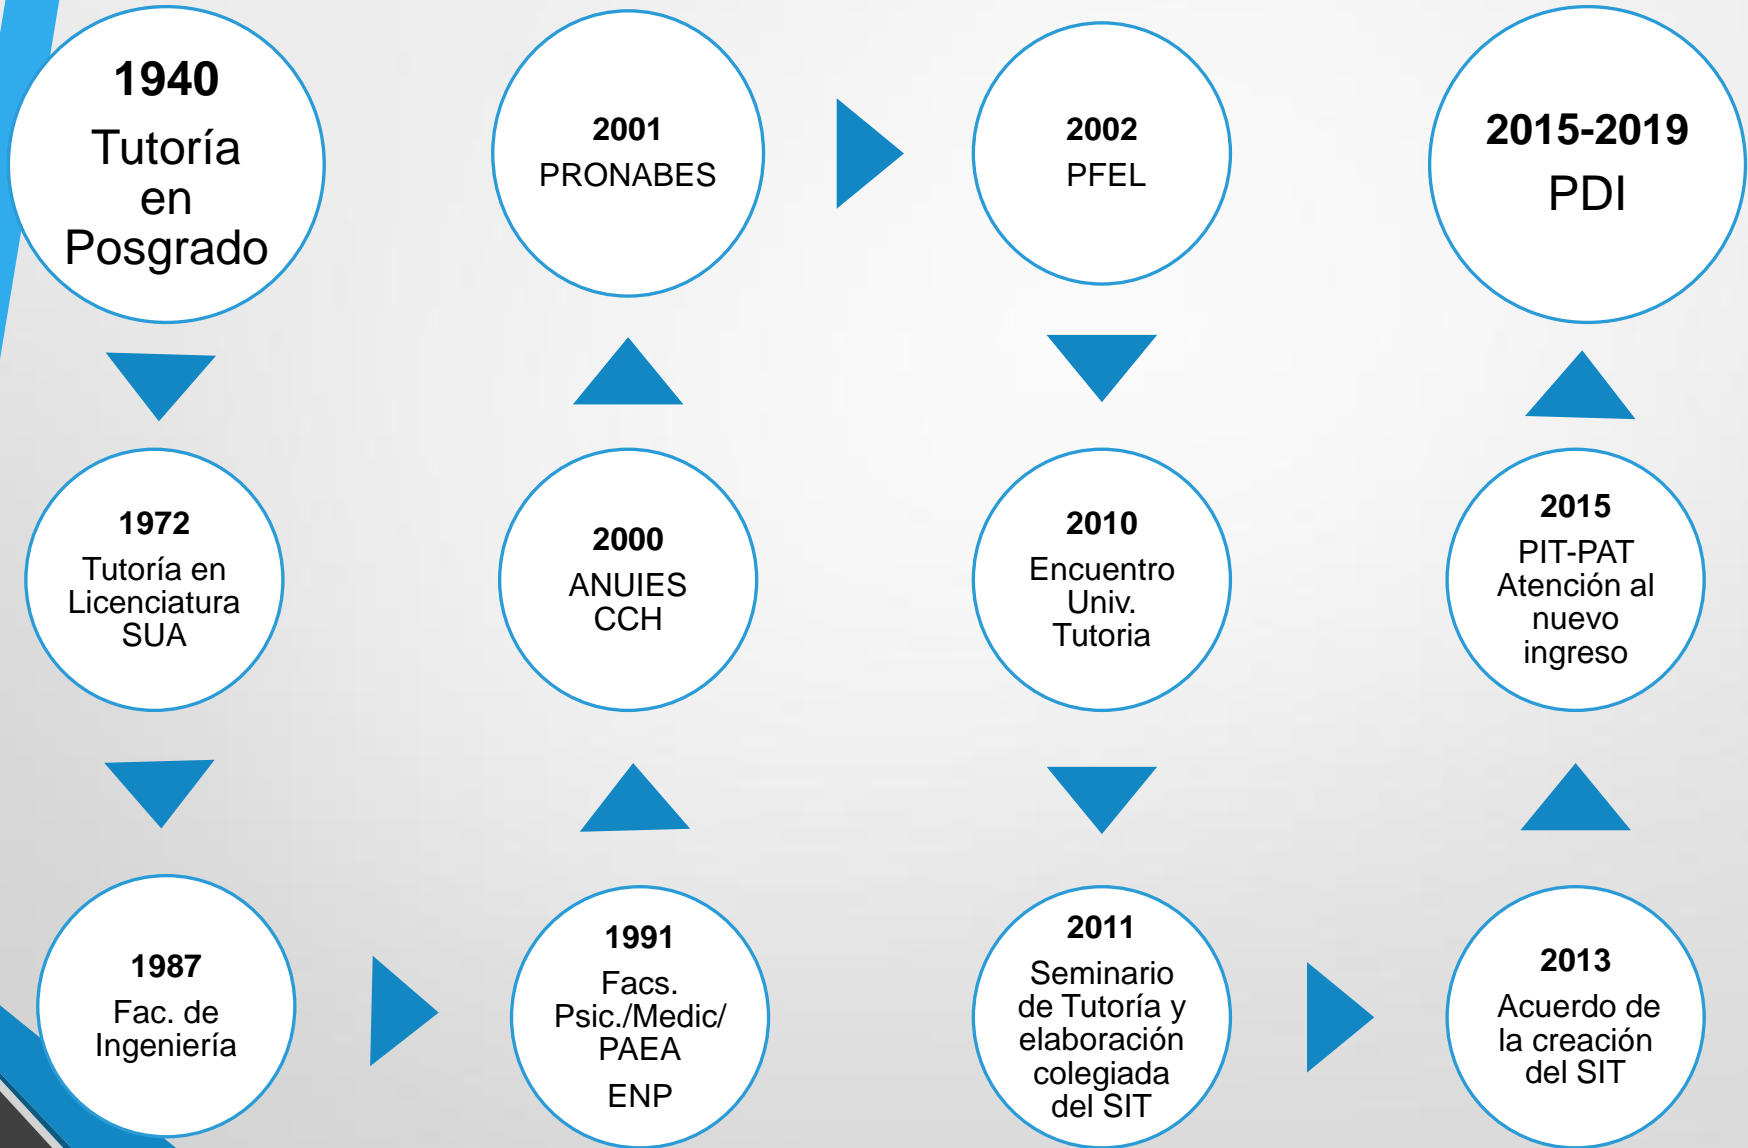 1940
Tutoría
en
Posgrado
1972
Tutoría en
Licenciatura
SUA
1987
Fac. de
Ingeniería
1991
Facs.
Psic./Medic/
PAEA
ENP
2000
ANUIES
CCH
2001
PRONABES
2002
PFEL
2010
Encuentro
Univ.
Tutoria
2011
Seminario
de Tutoría y
elaboración
colegiada
del SIT
2013
Acuerdo de
la creación
del SIT
2015
PIT-PAT
Atención al
nuevo
ingreso
2015-2019
PDI